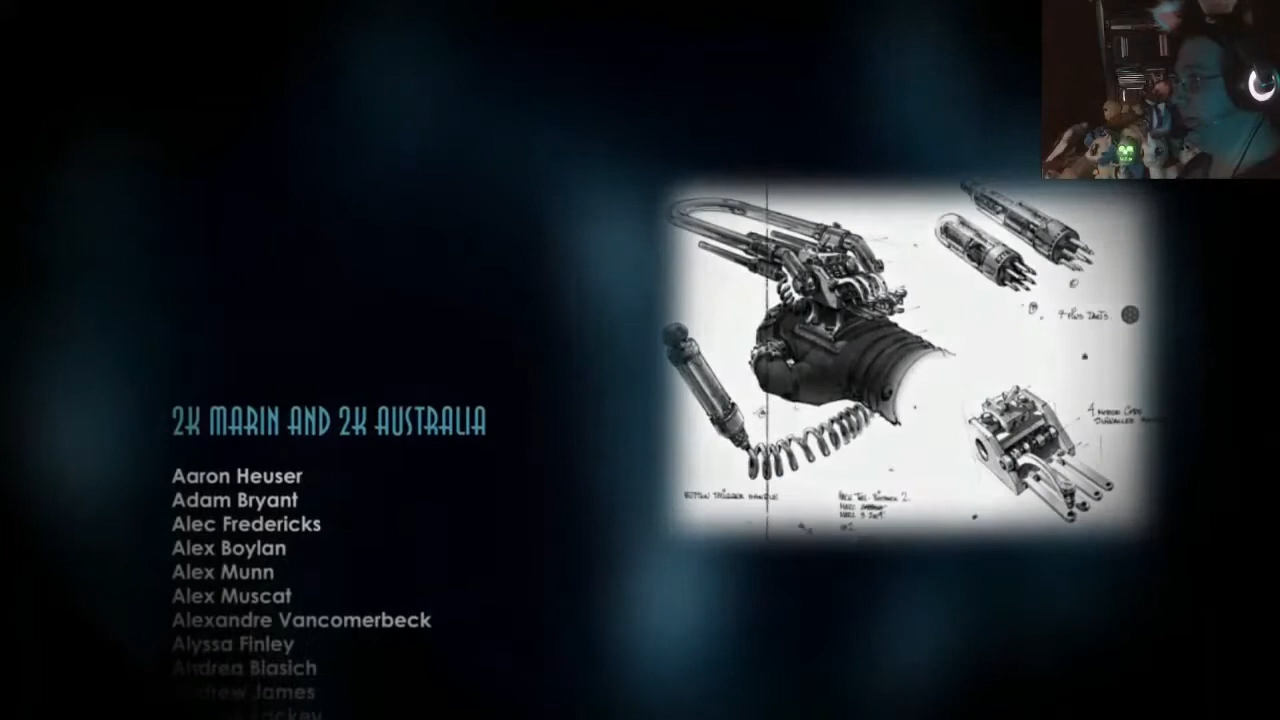 2K MARIN AND 2K AUSTRALIA
Aaron Heuser
Adam Bryant
Alec Fredericks
Alex Boylan
Alex Munn
Alex Muscat
Alexandre Vancomerbeck
Alyssa Finley
Andrea Blasich
James